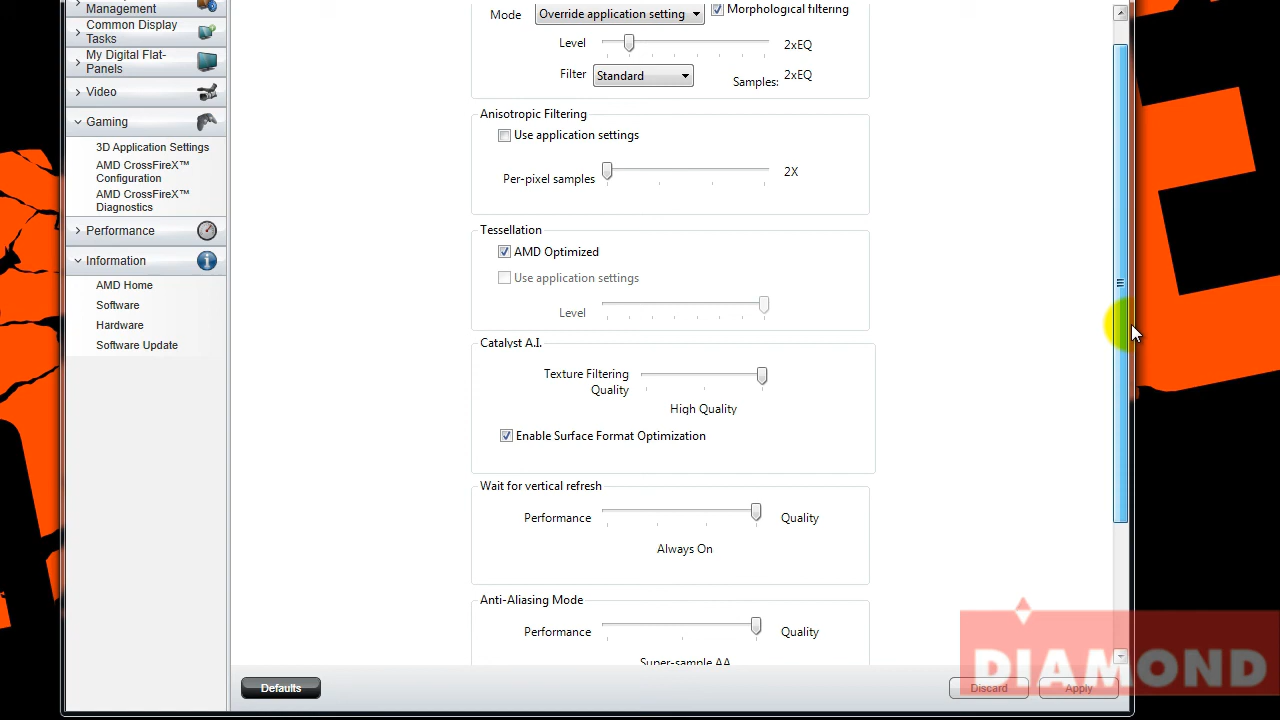 Management
Common Display
Tasks
My Digital Flat-
Panels
Video
Gaming
3D Application Settings
AMD CrossFireX™
Configuration
AMD CrossFireX™
Diagnostics
Performance
Information
AMD Home
Software
Hardware
Software Update
Mode Override application setting Morphological filtering
Level 2xEQ
Filter Standard Samples: 2xEQ
Anisotropic Filtering
Use application settings
Per-pixel samples 2X
Tessellation
AMD Optimized
Use application settings
Level
Catalyst A.I.
Texture Filtering
Quality
High Quality
Enable Surface Format Optimization
Wait for vertical refresh
Performance Quality
Always On
Anti-Aliasing Mode
Performance Quality
Super-sample AA
Defaults Discard Apply
DIAMOND